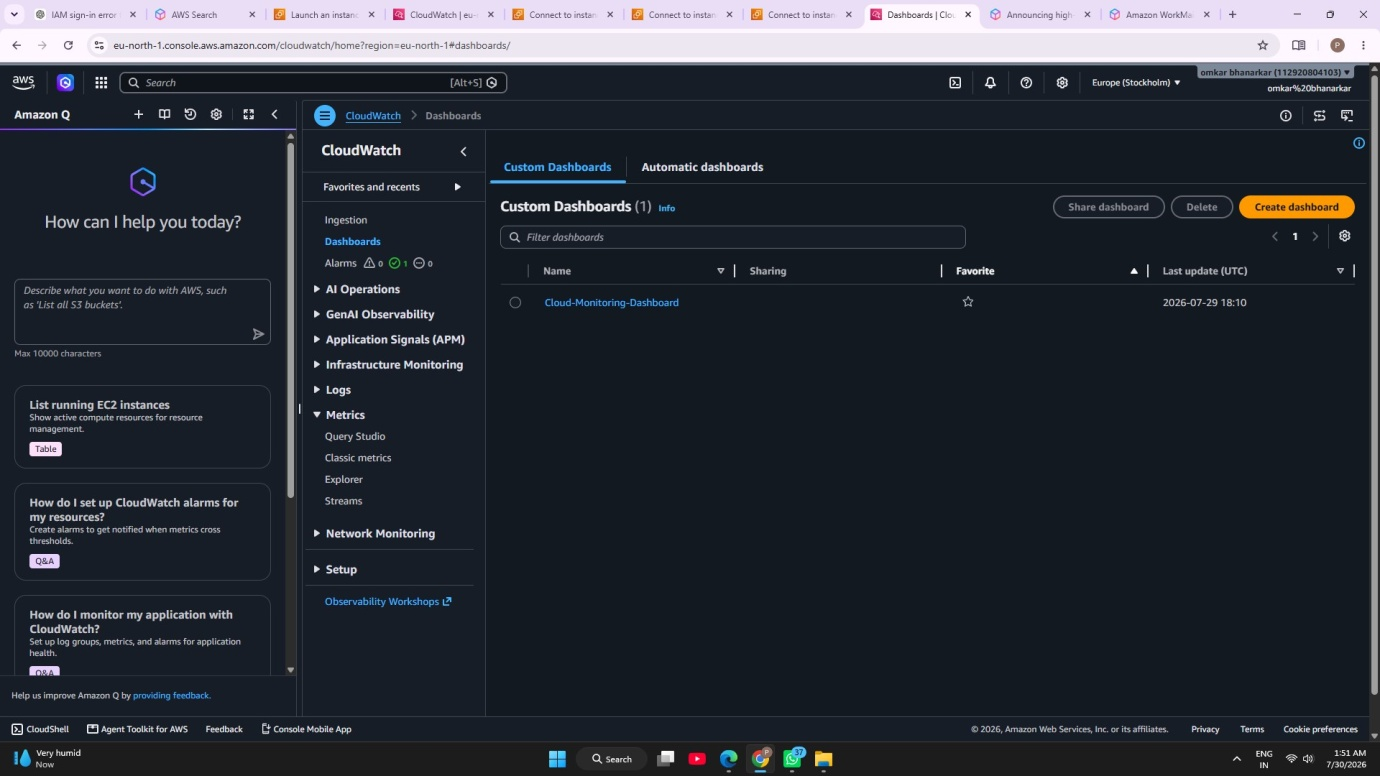 IAM sign-in error
AWS Search
Launch an instanc
CloudWatch | eu-
Connect to instan
Connect to instan
Connect to instan
Dashboards | Clou
Announcing high-
Amazon WorkMa
eu-north-1.console.aws.amazon.com/cloudwatch/home?region=eu-north-1#dashboards/
P
aws
Search
[Alt+S]
Europe (Stockholm)
omkar bhanarkar (112920804103)
omkar%20bhanarkar
Amazon Q
CloudWatch
Dashboards
How can I help you today?
Describe what you want to do with AWS, such
as 'List all S3 buckets'.
Max 10000 characters
List running EC2 instances
Show active compute resources for resource
management.
Table
How do I set up CloudWatch alarms for
my resources?
Create alarms to get notified when metrics cross
thresholds.
Q&A
How do I monitor my application with
CloudWatch?
Set up log groups, metrics, and alarms for application
health.
Q&A
Help us improve Amazon Q by providing feedback.
CloudWatch
Favorites and recents
Ingestion
Dashboards
Alarms 0 1 0
AI Operations
GenAI Observability
Application Signals (APM)
Infrastructure Monitoring
Logs
Metrics
Query Studio
Classic metrics
Explorer
Streams
Network Monitoring
Setup
Observability Workshops
Custom Dashboards
Automatic dashboards
Custom Dashboards (1) Info
Share dashboard
Delete
Create dashboard
Filter dashboards
1
Name
Sharing
Favorite
Last update (UTC)
Cloud-Monitoring-Dashboard
2026-07-29 18:10
CloudShell
Agent Toolkit for AWS
Feedback
Console Mobile App
© 2026, Amazon Web Services, Inc. or its affiliates.
Privacy
Terms
Cookie preferences
Very humid
Now
Search
P
37
ENG
IN
1:51 AM
7/30/2026